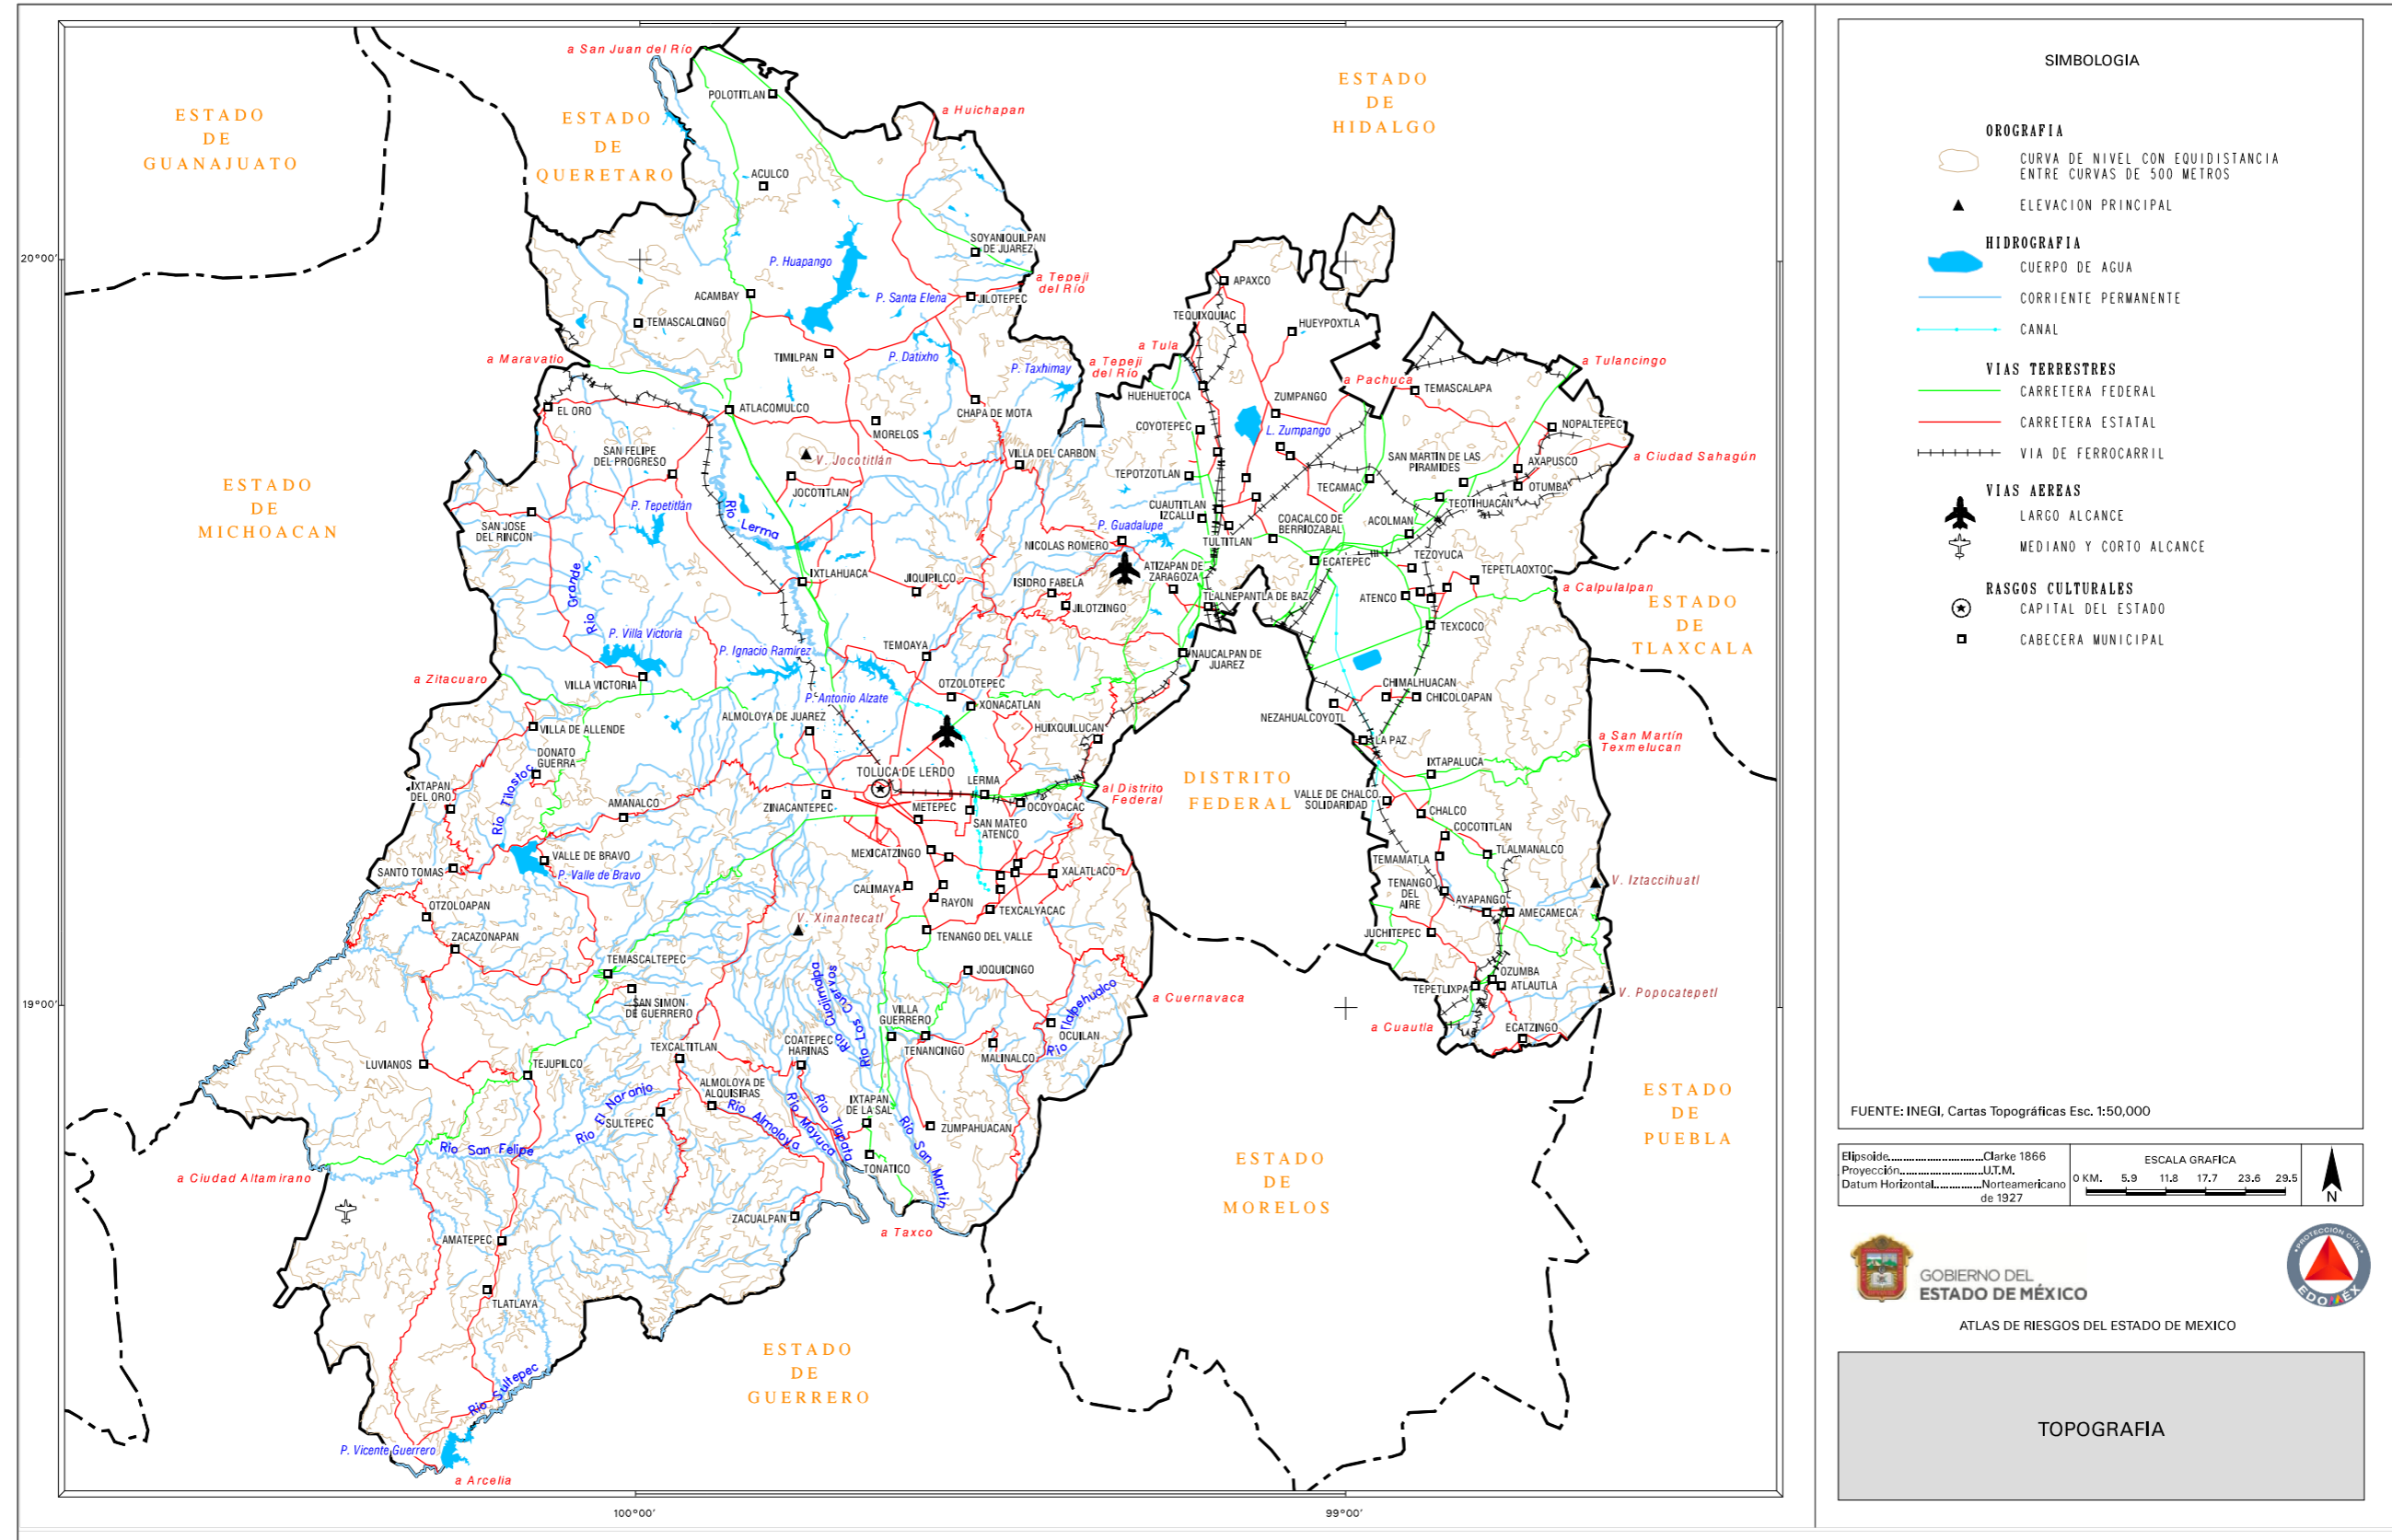 a San Juan del Río
ESTADO
DE
GUANAJUATO
ESTADO
DE
QUERETARO
ESTADO
DE
HIDALGO
POLOTITLAN
a Huichapan
ACULCO
SOYANIQUILPAN
DE JUAREZ
20°00'
P. Huapango
a Tepeji
del Río
ACAMBAY
P. Santa Elena
JILOTEPEC
APAXCO
TEMASCALCINGO
TEQUIXQUIAC
HUEYPOXTLA
a Maravatio
TIMILPAN
P. Datixho
P. Taxhimay
a Tula
a Tepeji
del Río
a Pachuca
TEMASCALAPA
a Tulancingo
EL ORO
ATLACOMULCO
MORELOS
CHAPA DE MOTA
HUEHUETOCA
ZUMPANGO
COYOTEPEC
L. Zumpango
NOPALTEPEC
SAN FELIPE
DEL PROGRESO
V. Jocotitlán
VILLA DEL CARBON
SAN MARTIN DE LAS
PIRAMIDES
AXAPUSCO
a Ciudad Sahagún
JOCOTITLAN
TEPOTZOTLAN
TECAMAC
OTUMBA
ESTADO
DE
MICHOACAN
P. Tepetitlán
Río Lerma
CUAUTITLAN
IZCALLI
TEOTIHUACAN
SAN JOSE
DEL RINCON
P. Guadalupe
COACALCO DE
BERRIOZABAL
ACOLMAN
NICOLAS ROMERO
TULTITLAN
ECATEPEC
TEZOYUCA
IXTLAHUACA
JIQUIPILCO
ISIDRO FABELA
ATIZAPAN DE
ZARAGOZA
TEPETLAOXTOC
a Calpulalpan
Río Grande
JILOTZINGO
TLALNEPANTLA DE BAZ
ATENCO
ESTADO
DE
TLAXCALA
TEXCOCO
P. Villa Victoria
P. Ignacio Ramírez
TEMOAYA
NAUCALPAN DE
JUAREZ
a Zitacuaro
VILLA VICTORIA
OTZOLOTEPEC
P. Antonio Alzate
XONACATLAN
CHIMALHUACAN
CHICOLOAPAN
NEZAHUALCOYOTL
VILLA DE ALLENDE
ALMOLOYA DE JUAREZ
HUIXQUILUCAN
LA PAZ
a San Martín
Texmelucan
DONATO
GUERRA
TOLUCA DE LERDO
LERMA
IXTAPALUCA
DISTRITO
FEDERAL
al Distrito
Federal
IXTAPAN
DEL ORO
Río Tilostoc
AMANALCO
ZINACANTEPEC
METEPEC
OCOYOACAC
VALLE DE CHALCO
SOLIDARIDAD
CHALCO
SAN MATEO
ATENCO
COCOTITLAN
VALLE DE BRAVO
P. Valle de Bravo
SANTO TOMAS
MEXICATZINGO
TEMAMATLA
TLALMANALCO
CALIMAYA
XALATLACO
TENANGO
DEL
AIRE
V. Iztaccihuatl
OTZOLOAPAN
RAYON
TEXCALYACAC
AYAPANGO
AMECAMECA
V. Xinantecatl
ZACAZONAPAN
TENANGO DEL VALLE
JUCHITEPEC
TEMASCALTEPEC
JOQUICINGO
OZUMBA
TEPETLIXPA
ATLAUTLA
V. Popocatepetl
SAN SIMON
DE GUERRERO
Río Cuajimalpa
Río Los Cuervos
a Cuernavaca
19°00'
VILLA
GUERRERO
Río Tlalpehualco
OCUILAN
a Cuautla
ECATZINGO
TEXCALTITLAN
COATEPEC
HARINAS
TENANCINGO
MALINALCO
LUVIANOS
TEJUPILCO
ALMOLOYA DE
ALQUISIRAS
Río El Naranjo
Río Almoloya
Río Mayuca
Río Tlapata
IXTAPAN
DE LA SAL
SULTEPEC
Río San Martín
ZUMPAHUACAN
ESTADO
DE
PUEBLA
Río San Felipe
TONATICO
ESTADO
DE
MORELOS
a Ciudad Altamirano
ZACUALPAN
a Taxco
AMATEPEC
TLATLAYA
ESTADO
DE
GUERRERO
Río Sultepec
P. Vicente Guerrero
a Arcelia
100°00'
99°00'
SIMBOLOGIA
OROGRAFIA
CURVA DE NIVEL CON EQUIDISTANCIA
ENTRE CURVAS DE 500 METROS
ELEVACION PRINCIPAL
HIDROGRAFIA
CUERPO DE AGUA
CORRIENTE PERMANENTE
CANAL
VIAS TERRESTRES
CARRETERA FEDERAL
CARRETERA ESTATAL
VIA DE FERROCARRIL
VIAS AEREAS
LARGO ALCANCE
MEDIANO Y CORTO ALCANCE
RASGOS CULTURALES
CAPITAL DEL ESTADO
CABECERA MUNICIPAL
FUENTE: INEGI, Cartas Topográficas Esc. 1:50,000
Elipsoide..............................Clarke 1866
Proyección..........................U.T.M.
Datum Horizontal...............Norteamericano
de 1927
ESCALA GRAFICA
0 KM. 5.9 11.8 17.7 23.6 29.5
N
GOBIERNO DEL
ESTADO DE MÉXICO
PROTECCIÓN CIVIL
EDOMÉX
ATLAS DE RIESGOS DEL ESTADO DE MEXICO
TOPOGRAFÍA